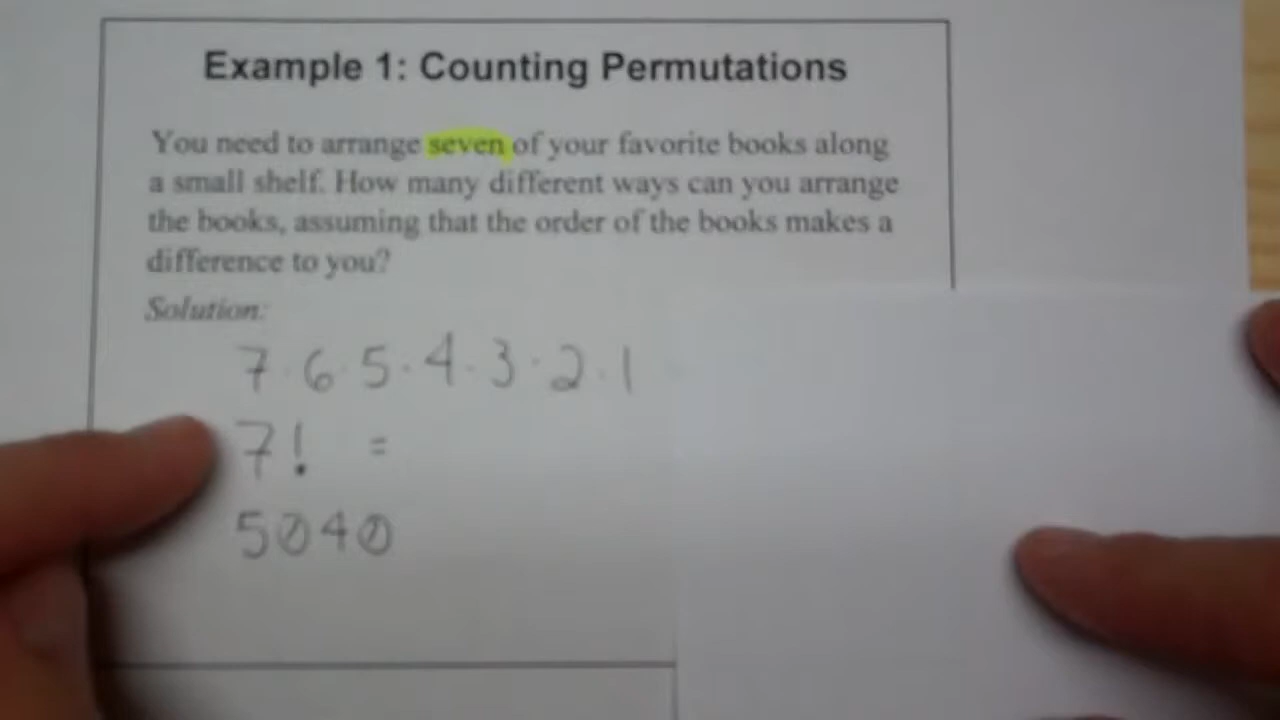 Example 1: Counting Permutations
You need to arrange seven of your favorite books along
a small shelf. How many different ways can you arrange
the books, assuming that the order of the books makes a
difference to you?
Solution:
7·6·5·4·3·2·1
7! =
5040